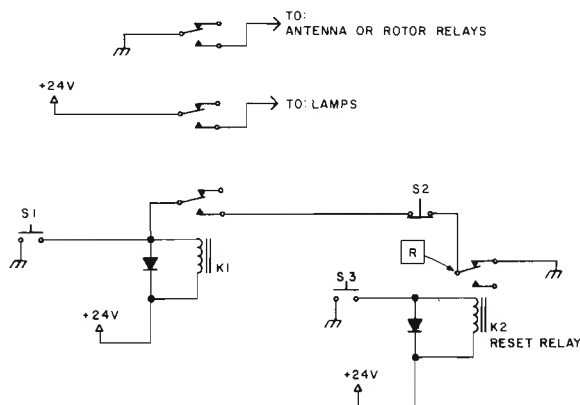 TO:
ANTENNA OR ROTOR RELAYS
+24V
TO: LAMPS
S1
S2
K1
R
S3
+24V
K2
RESET RELAY
+24V